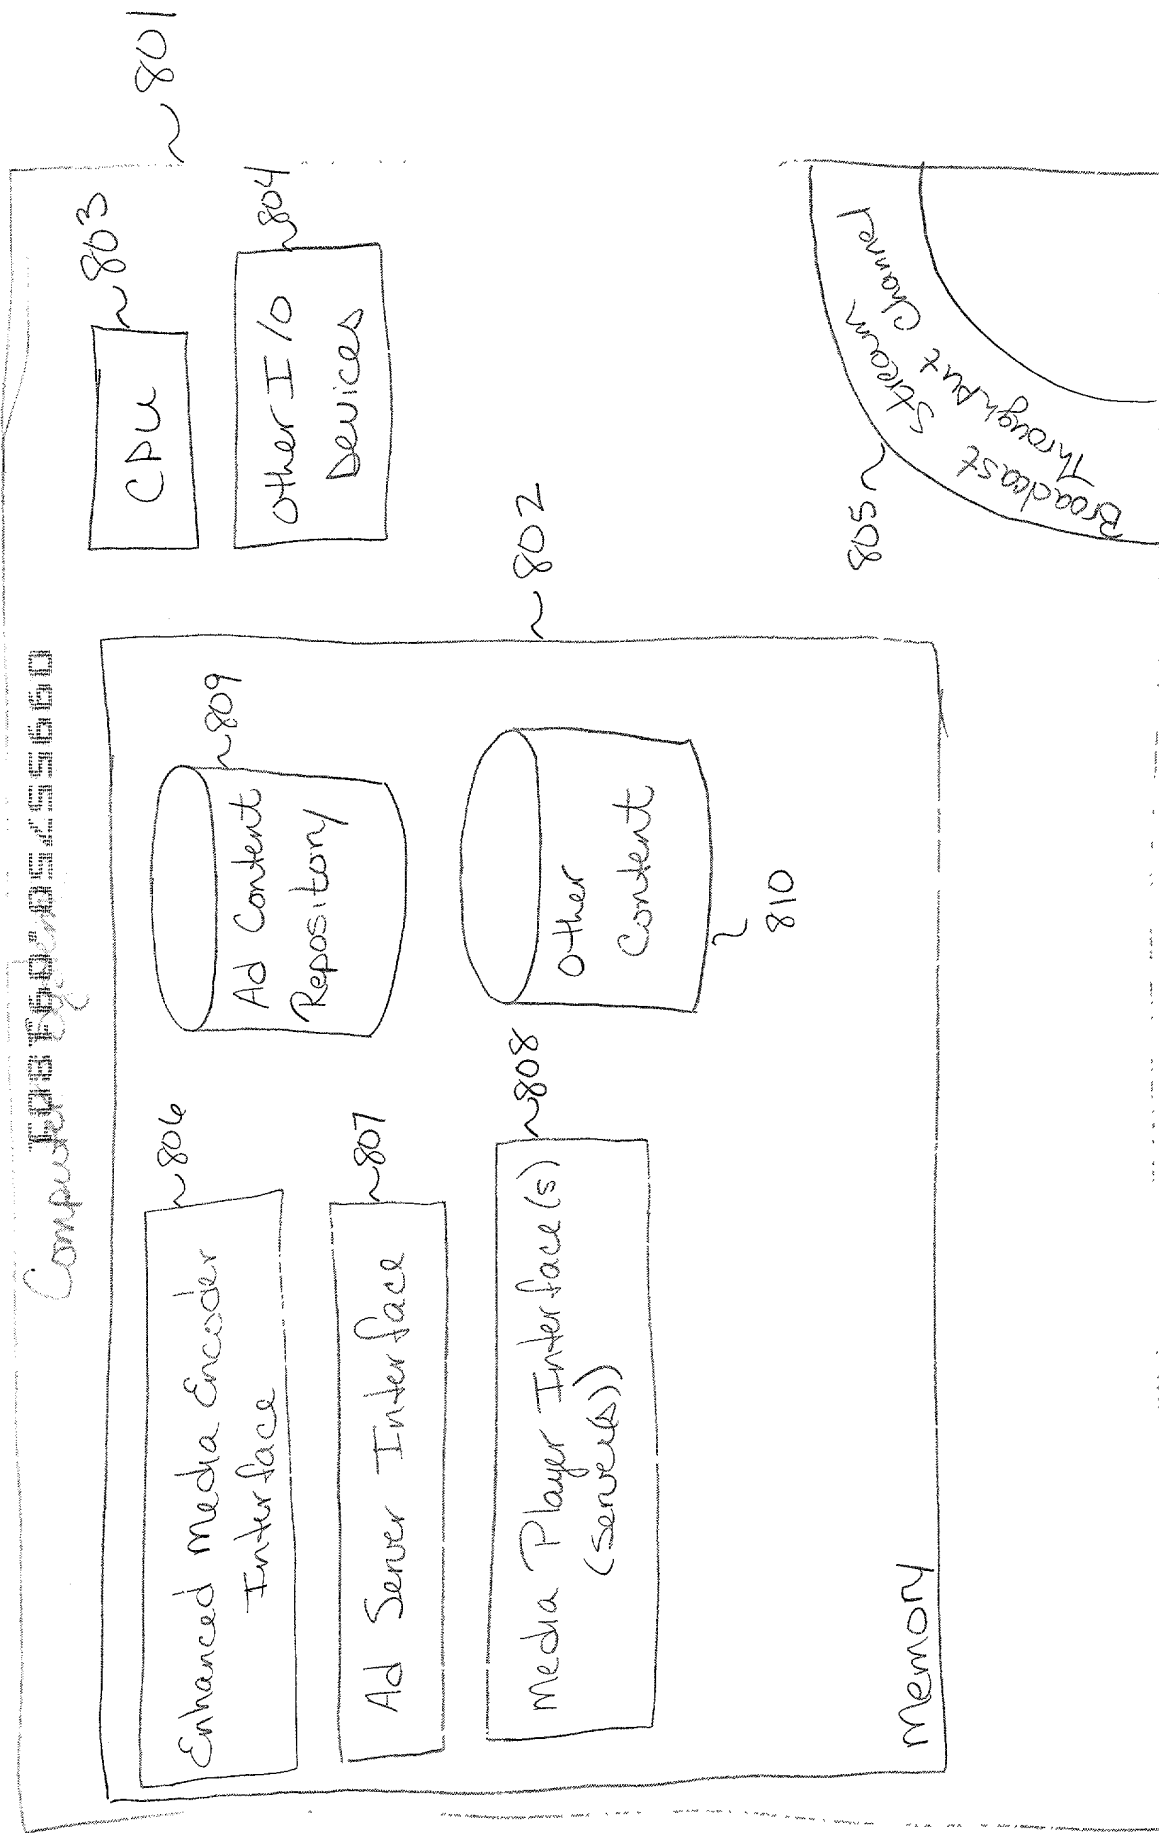 Computer System
~801
Enhanced Media Encoder
Interface
~806
Ad Server Interface
~807
Media Player Interface(s)
(Server(s))
~808
Ad Content
Repository
~809
Other
Content
810
~802
Memory
CPU
~803
Other I/O
Devices
~804
805~
Broadcast Stream
Throughput Channel